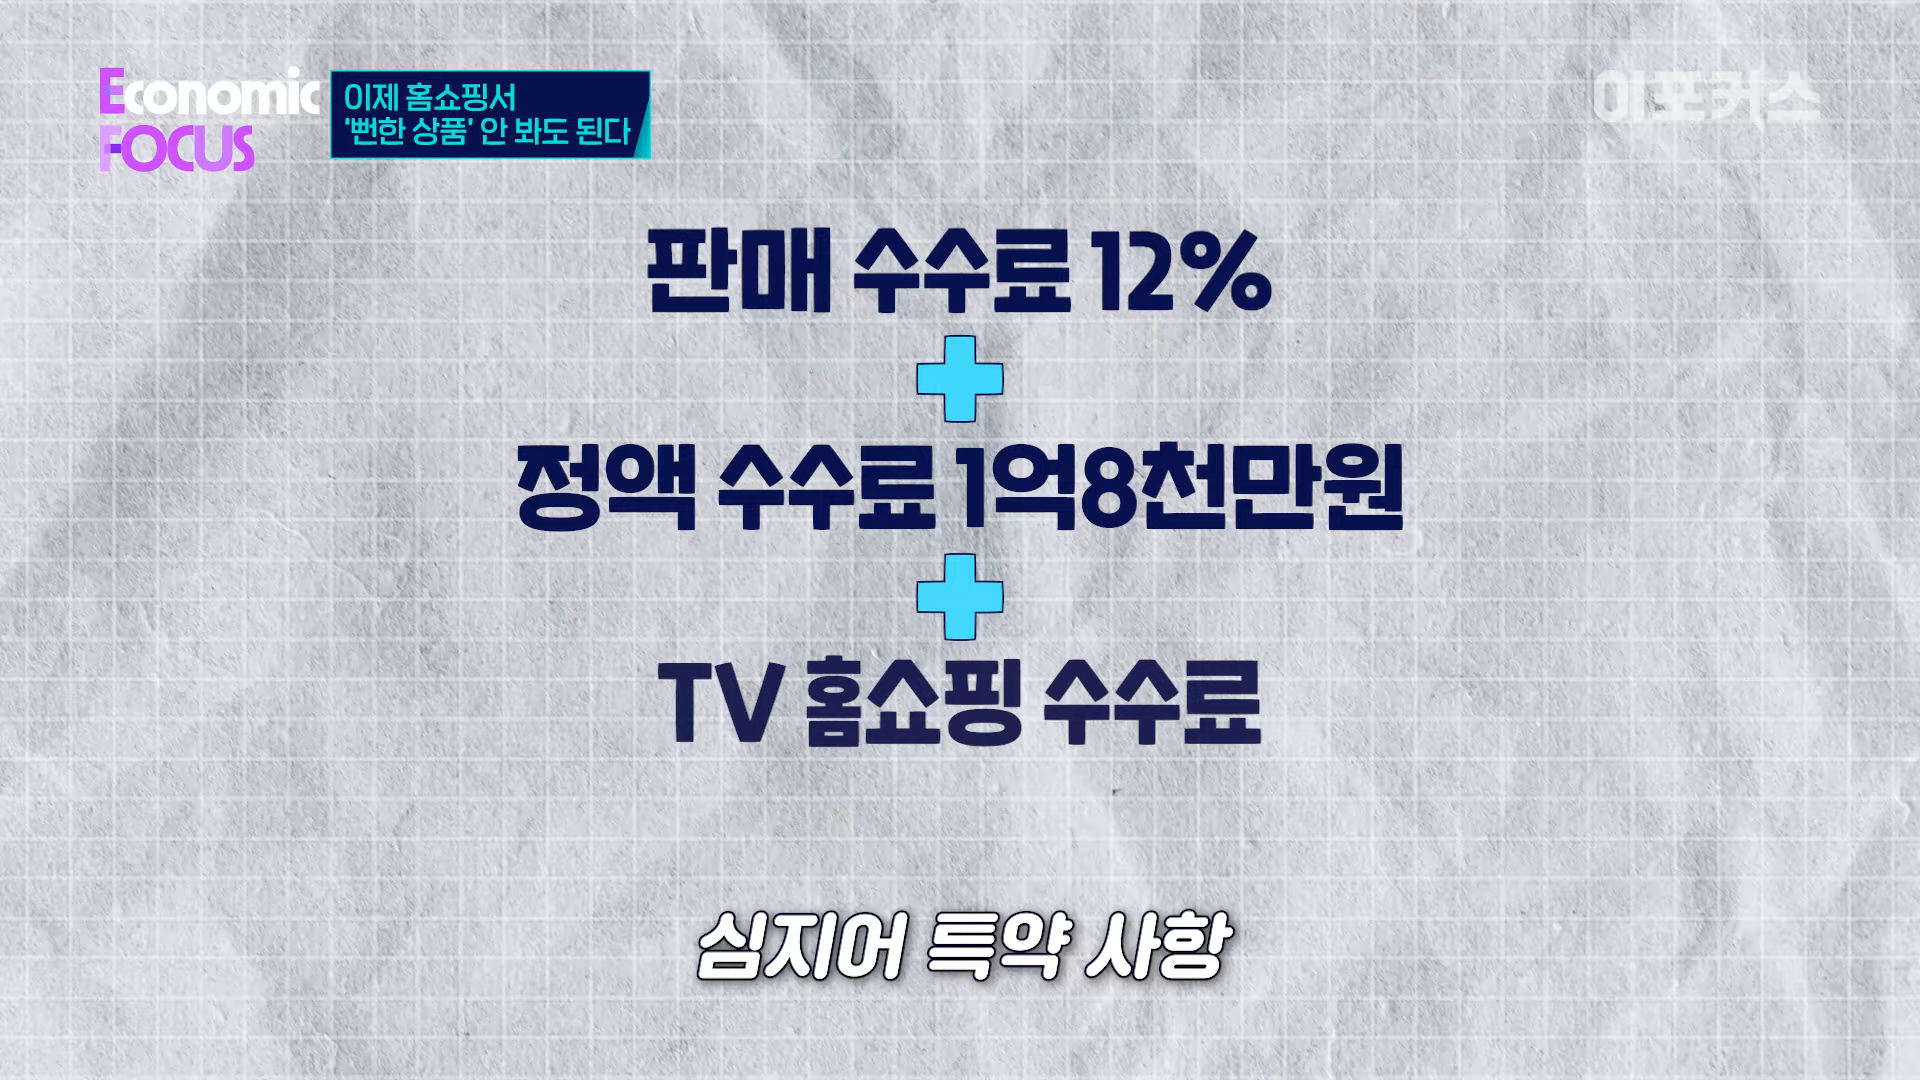 Economic
FOCUS
이제 홈쇼핑서
‘뻔한 상품’ 안 봐도 된다
이포커스
판매 수수료 12%
정액 수수료 1억8천만원
TV 홈쇼핑 수수료
심지어 특약 사항